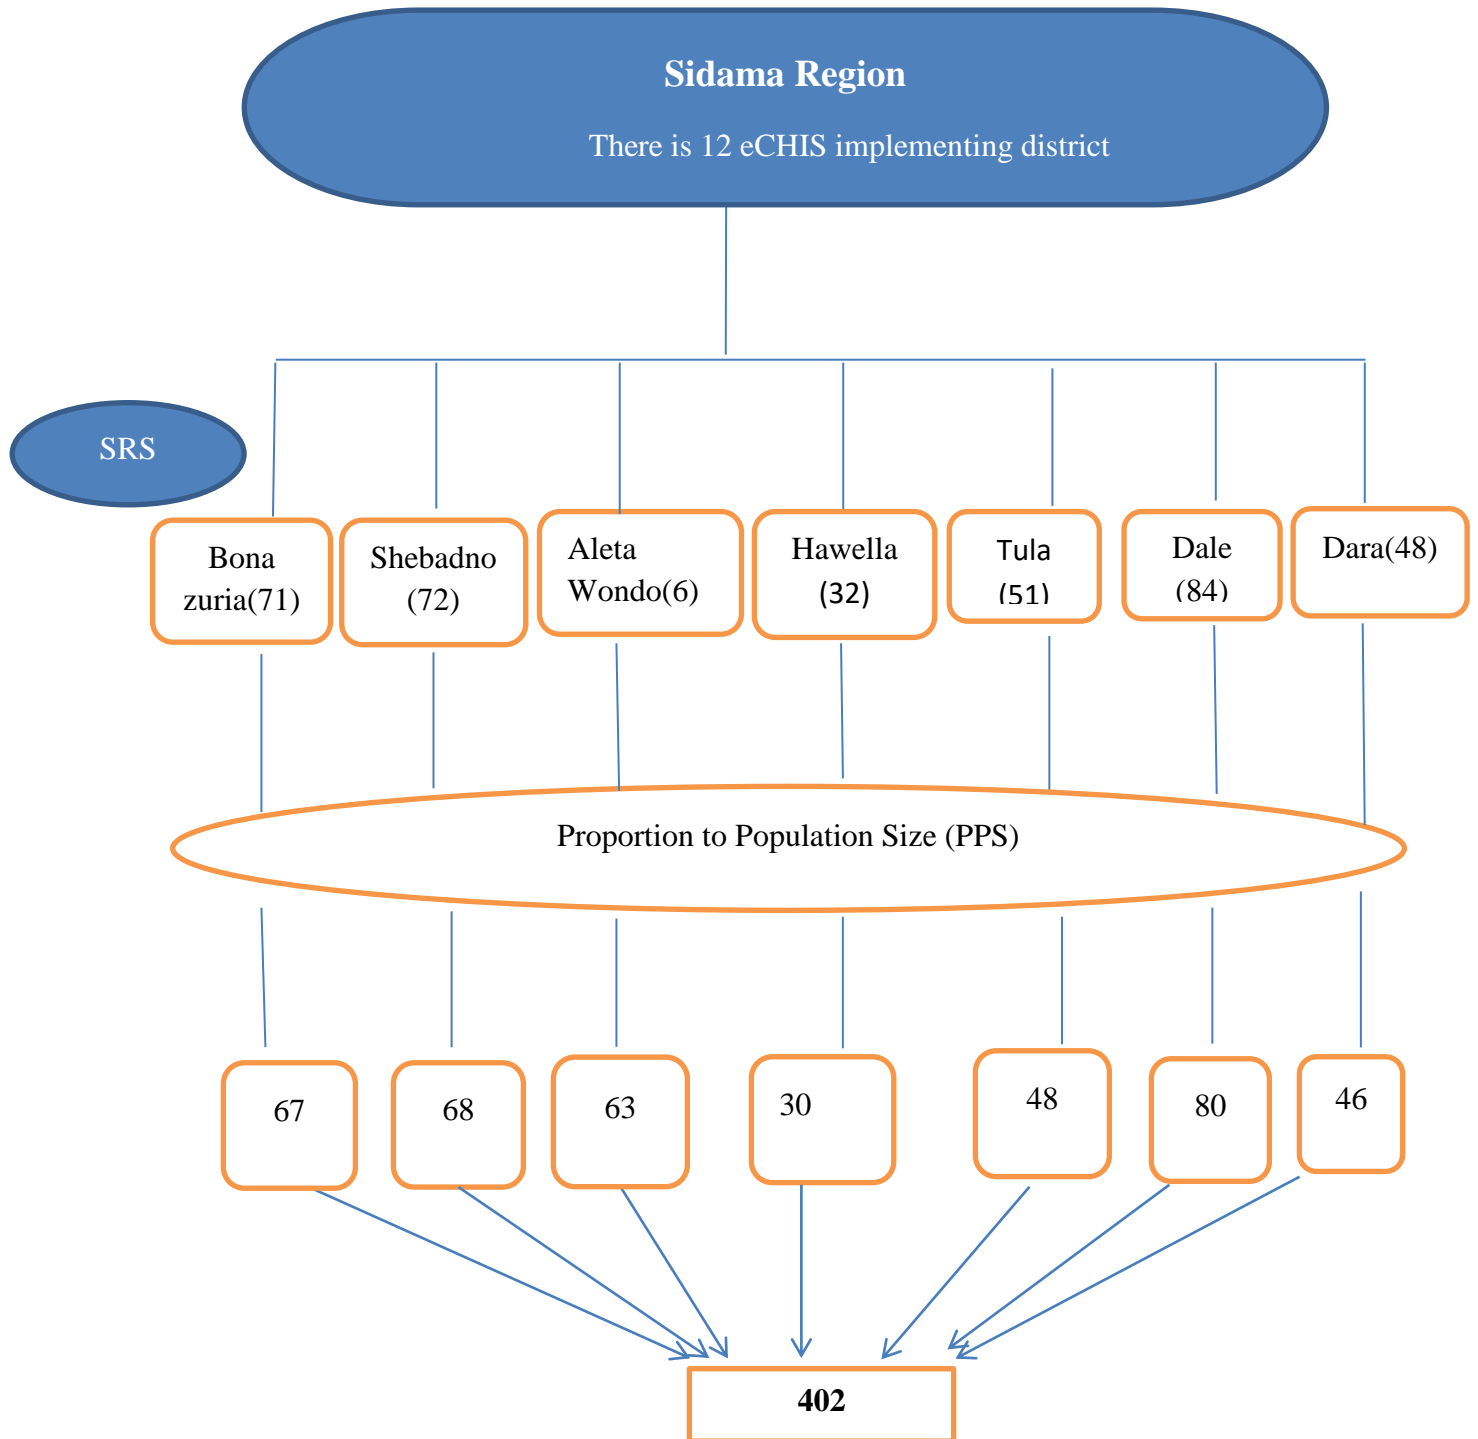 Sidama Region
There is 12 eCHIS implementing district
SRS
Bona
zuria(71)
Shebadno
(72)
Aleta
Wondo(6)
Hawella
(32)
Tula
(51)
Dale
(84)
Dara(48)
Proportion to Population Size (PPS)
67
68
63
30
48
80
46
402